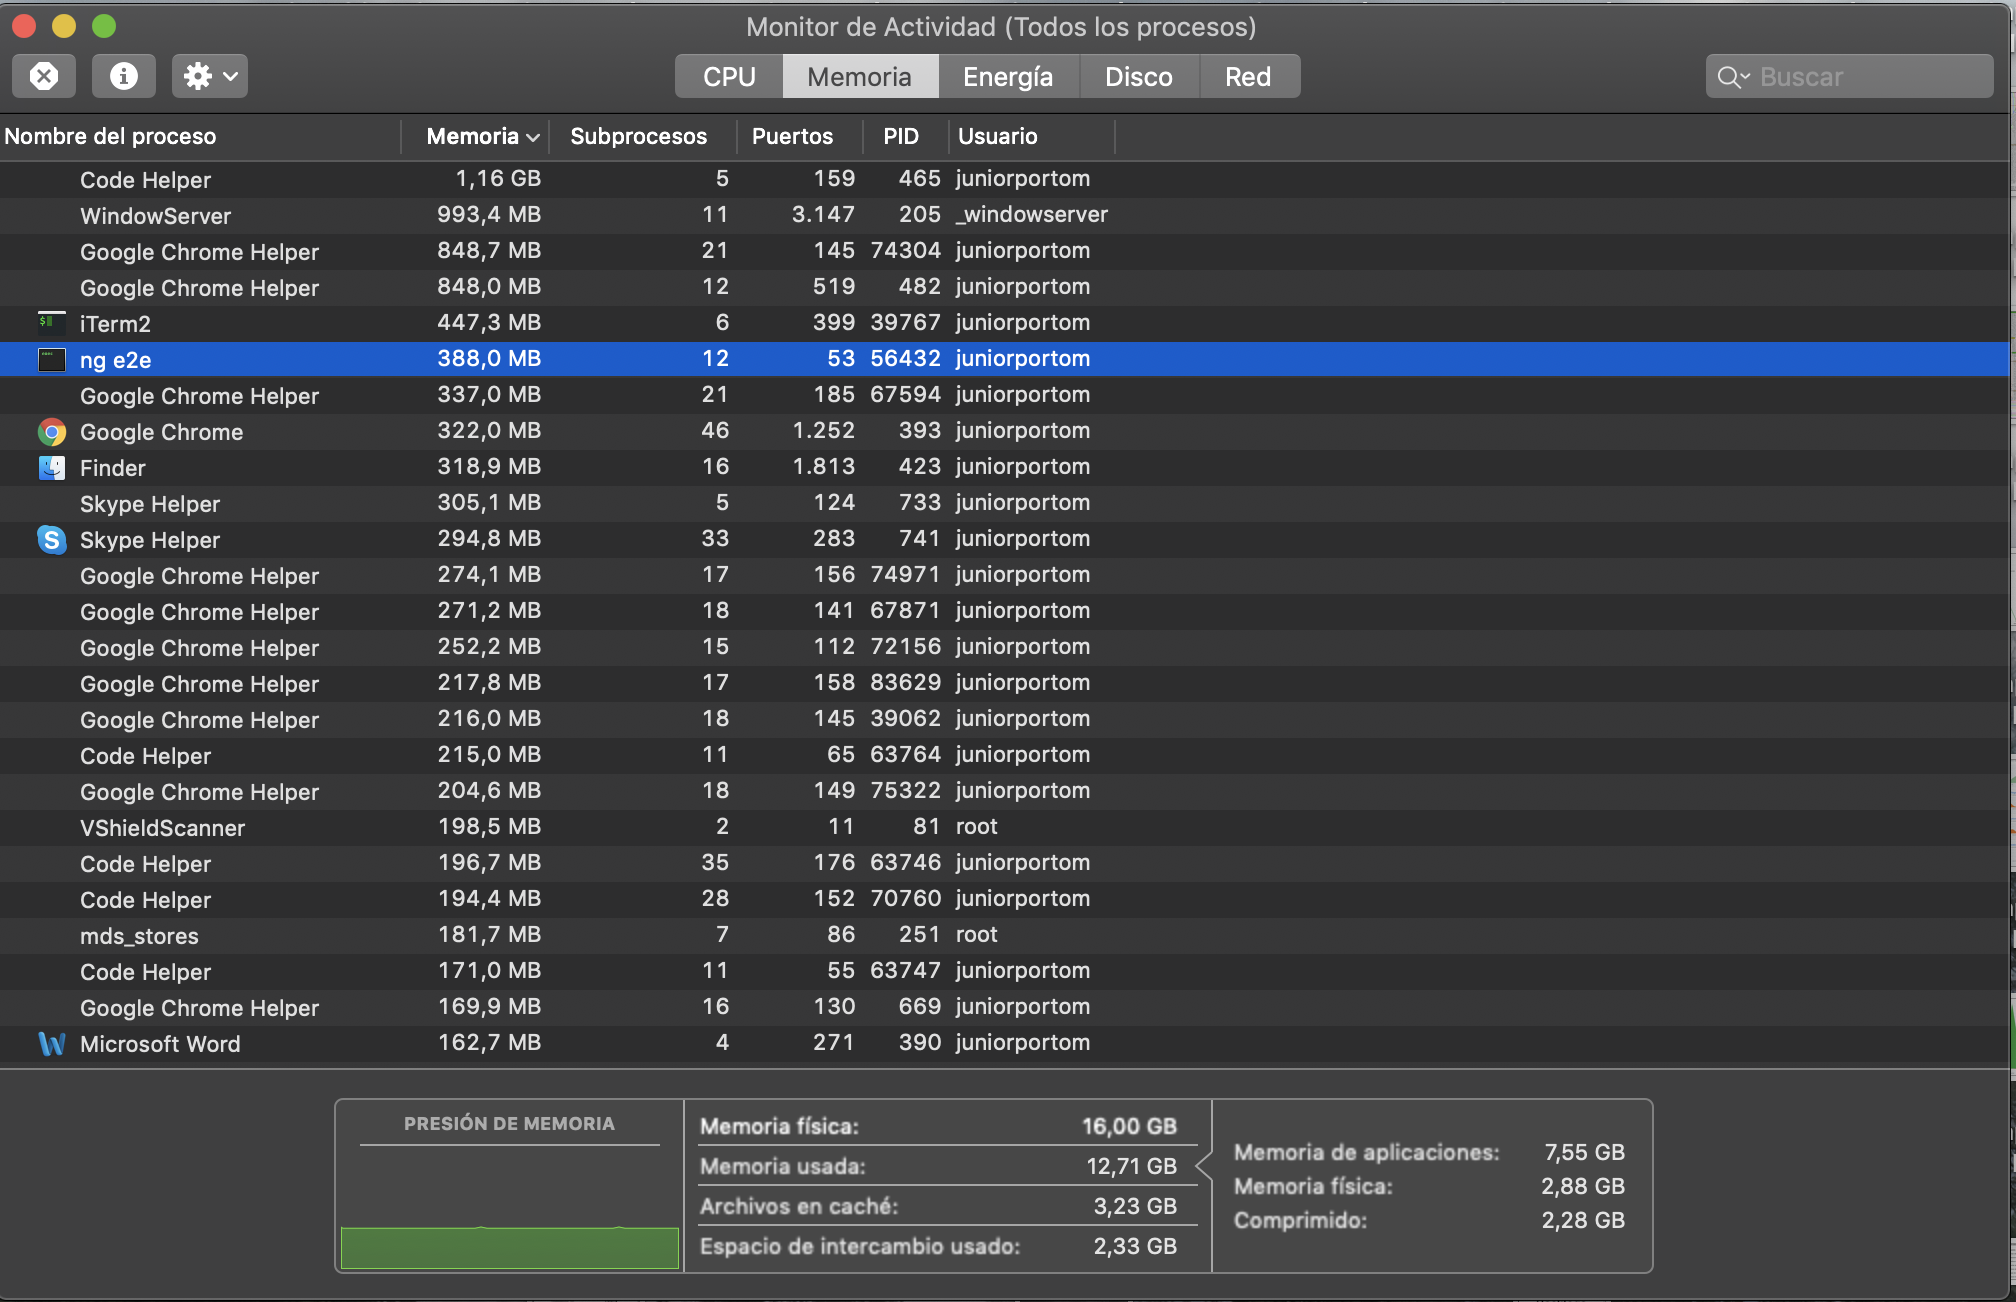 Monitor de Actividad (Todos los procesos)
CPU Memoria Energía Disco Red Buscar
Nombre del proceso Memoria Subprocesos Puertos PID Usuario
Code Helper 1,16 GB 5 159 465 juniorportom
WindowServer 993,4 MB 11 3.147 205 _windowserver
Google Chrome Helper 848,7 MB 21 145 74304 juniorportom
Google Chrome Helper 848,0 MB 12 519 482 juniorportom
iTerm2 447,3 MB 6 399 39767 juniorportom
ng e2e 388,0 MB 12 53 56432 juniorportom
Google Chrome Helper 337,0 MB 21 185 67594 juniorportom
Google Chrome 322,0 MB 46 1.252 393 juniorportom
Finder 318,9 MB 16 1.813 423 juniorportom
Skype Helper 305,1 MB 5 124 733 juniorportom
Skype Helper 294,8 MB 33 283 741 juniorportom
Google Chrome Helper 274,1 MB 17 156 74971 juniorportom
Google Chrome Helper 271,2 MB 18 141 67871 juniorportom
Google Chrome Helper 252,2 MB 15 112 72156 juniorportom
Google Chrome Helper 217,8 MB 17 158 83629 juniorportom
Google Chrome Helper 216,0 MB 18 145 39062 juniorportom
Code Helper 215,0 MB 11 65 63764 juniorportom
Google Chrome Helper 204,6 MB 18 149 75322 juniorportom
VShieldScanner 198,5 MB 2 11 81 root
Code Helper 196,7 MB 35 176 63746 juniorportom
Code Helper 194,4 MB 28 152 70760 juniorportom
mds_stores 181,7 MB 7 86 251 root
Code Helper 171,0 MB 11 55 63747 juniorportom
Google Chrome Helper 169,9 MB 16 130 669 juniorportom
Microsoft Word 162,7 MB 4 271 390 juniorportom
PRESIÓN DE MEMORIA
Memoria física: 16,00 GB
Memoria usada: 12,71 GB
Archivos en caché: 3,23 GB
Espacio de intercambio usado: 2,33 GB
Memoria de aplicaciones: 7,55 GB
Memoria física: 2,88 GB
Comprimido: 2,28 GB